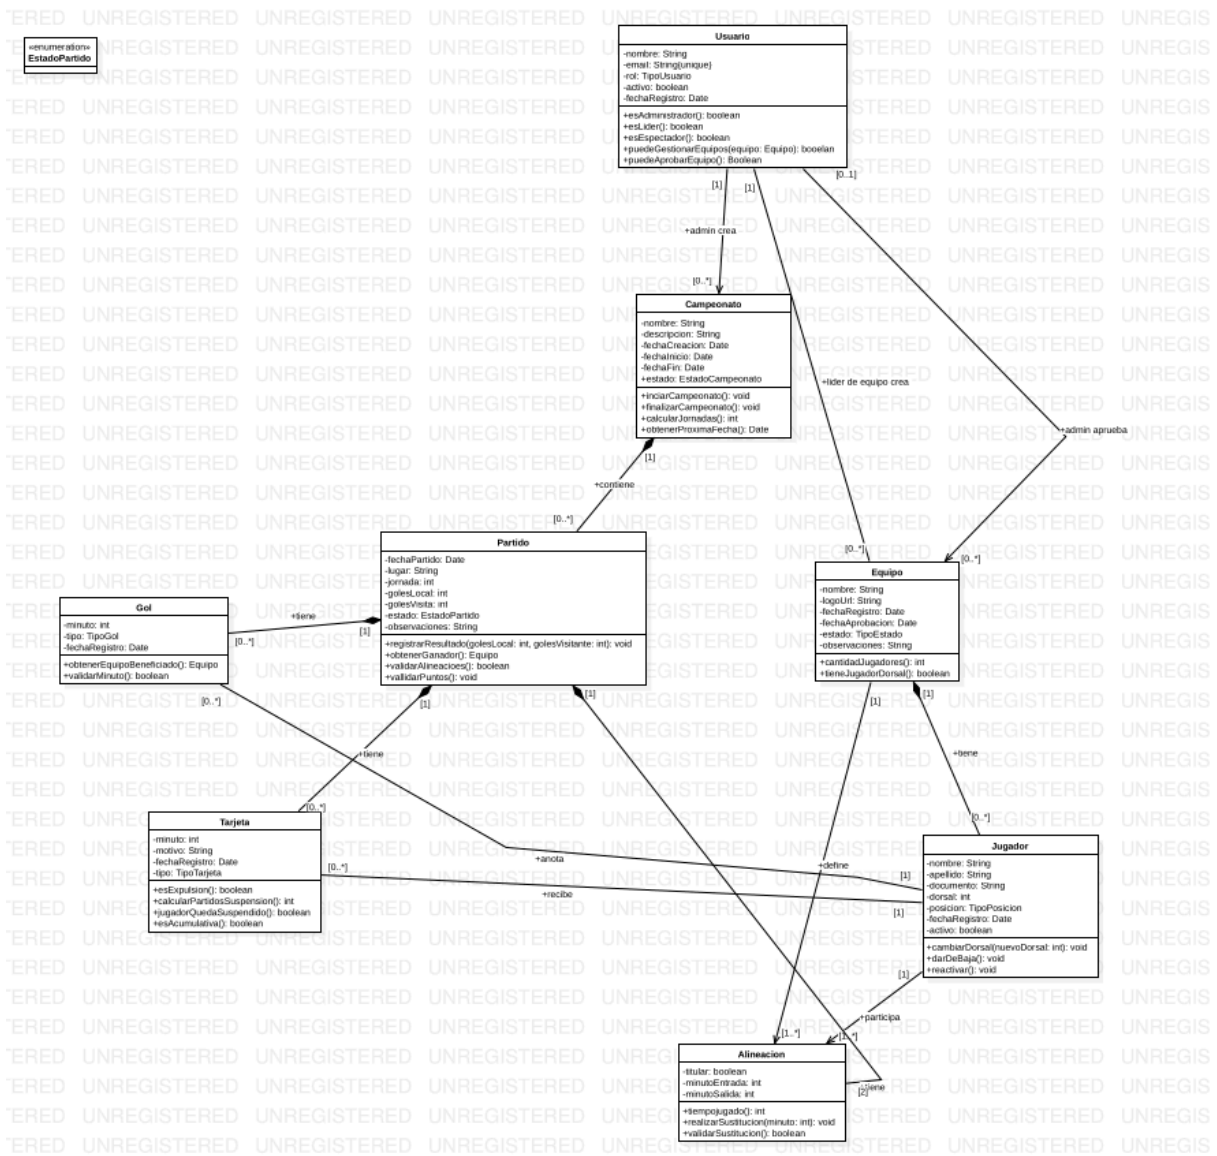 «enumeration»
EstadoPartido
Usuario
-nombre: String
-email: String{unique}
-rol: TipoUsuario
-activo: boolean
-fechaRegistro: Date
+esAdministrador(): boolean
+esLider(): boolean
+esEspectador(): boolean
+puedeGestionarEquipos(equipo: Equipo): booelan
+puedeAprobarEquipo(): Boolean
[1]
[1]
[0..1]
+admin crea
[0..*]
Campeonato
-nombre: String
-descripcion: String
-fechaCreacion: Date
-fechaInicio: Date
-fechaFin: Date
+estado: EstadoCampeonato
+inciarCampeonato(): void
+finalizarCampeonato(): void
+calcularJornadas(): int
+obtenerProximaFecha(): Date
+lider de equipo crea
+admin aprueba
[1]
+contiene
[0..*]
[0..*]
[0..*]
Partido
-fechaPartido: Date
-lugar: String
-jornada: int
-golesLocal: int
-golesVisita: int
-estado: EstadoPartido
-observaciones: String
+registrarResultado(golesLocal: int, golesVisitante: int): void
+obtenerGanador(): Equipo
+validarAlineacioes(): boolean
+vallidarPuntos(): void
Equipo
-nombre: String
-logoUrl: String
-fechaRegistro: Date
-fechaAprobacion: Date
-estado: TipoEstado
-observaciones: String
+cantidadJugadores(): int
+tieneJugadorDorsal(): boolean
Gol
-minuto: int
-tipo: TipoGol
-fechaRegistro: Date
+obtenerEquipoBeneficiado(): Equipo
+validarMinuto(): boolean
+tiene
[1]
[0..*]
[0..*]
[1]
[1]
[1]
[1]
+tiene
+tiene
[0..*]
[0..*]
Tarjeta
-minuto: int
-motivo: String
-fechaRegistro: Date
-tipo: TipoTarjeta
+esExpulsion(): boolean
+calcularPartidosSuspension(): int
+jugadorQuedaSuspendido(): boolean
+esAcumulativa(): boolean
[0..*]
+anota
+define
[1]
+recibe
[1]
Jugador
-nombre: String
-apellido: String
-documento: String
-dorsal: int
-posicion: TipoPosicion
-fechaRegistro: Date
-activo: boolean
+cambiarDorsal(nuevoDorsal: int): void
+darDeBaja(): void
+reactivar(): void
[1]
+participa
[1..*]
[1..*]
Alineacion
-titular: boolean
-minutoEntrada: int
-minutoSalida: int
+tiempojugado(): int
+realizarSustitucion(minuto: int): void
+validarSustitucion(): boolean
+tiene
[2]
UNREGISTERED